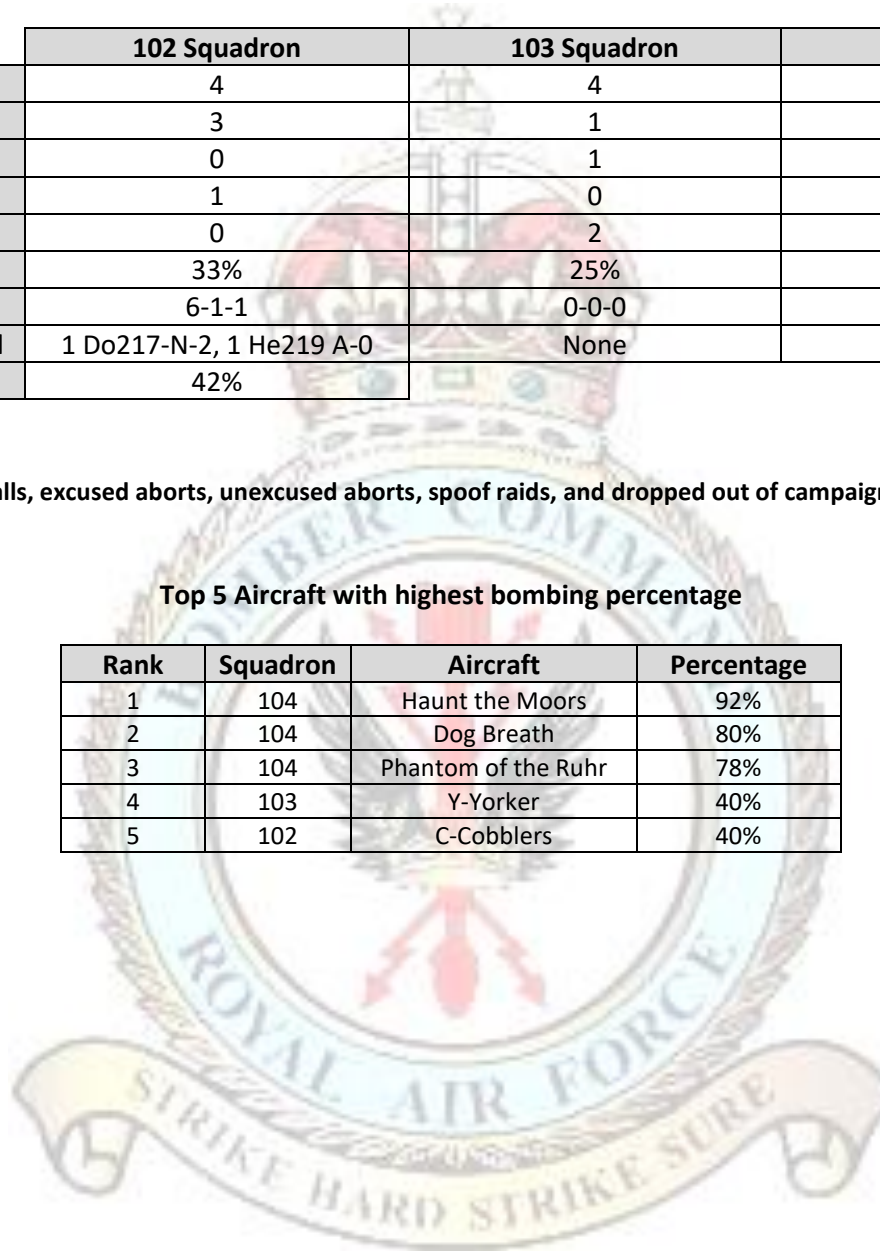 102 Squadron 103 Squadron
4 4
3 1
0 1
1 0
0 2
33% 25%
6-1-1 0-0-0
1 Do217-N-2, 1 He219 A-0 None
42%
excused aborts, unexcused aborts, spoof raids, and dropped out of
Top 5 Aircraft with highest bombing percentage
Rank Squadron Aircraft Percentage
1 104 Haunt the Moors 92%
2 104 Dog Breath 80%
3 104 Phantom of the Ruhr 78%
4 103 Y-Yorker 40%
5 102 C-Cobblers 40%
BOMBER COMMAND
ROYAL AIR FORCE
STRIKE HARD STRIKE SURE